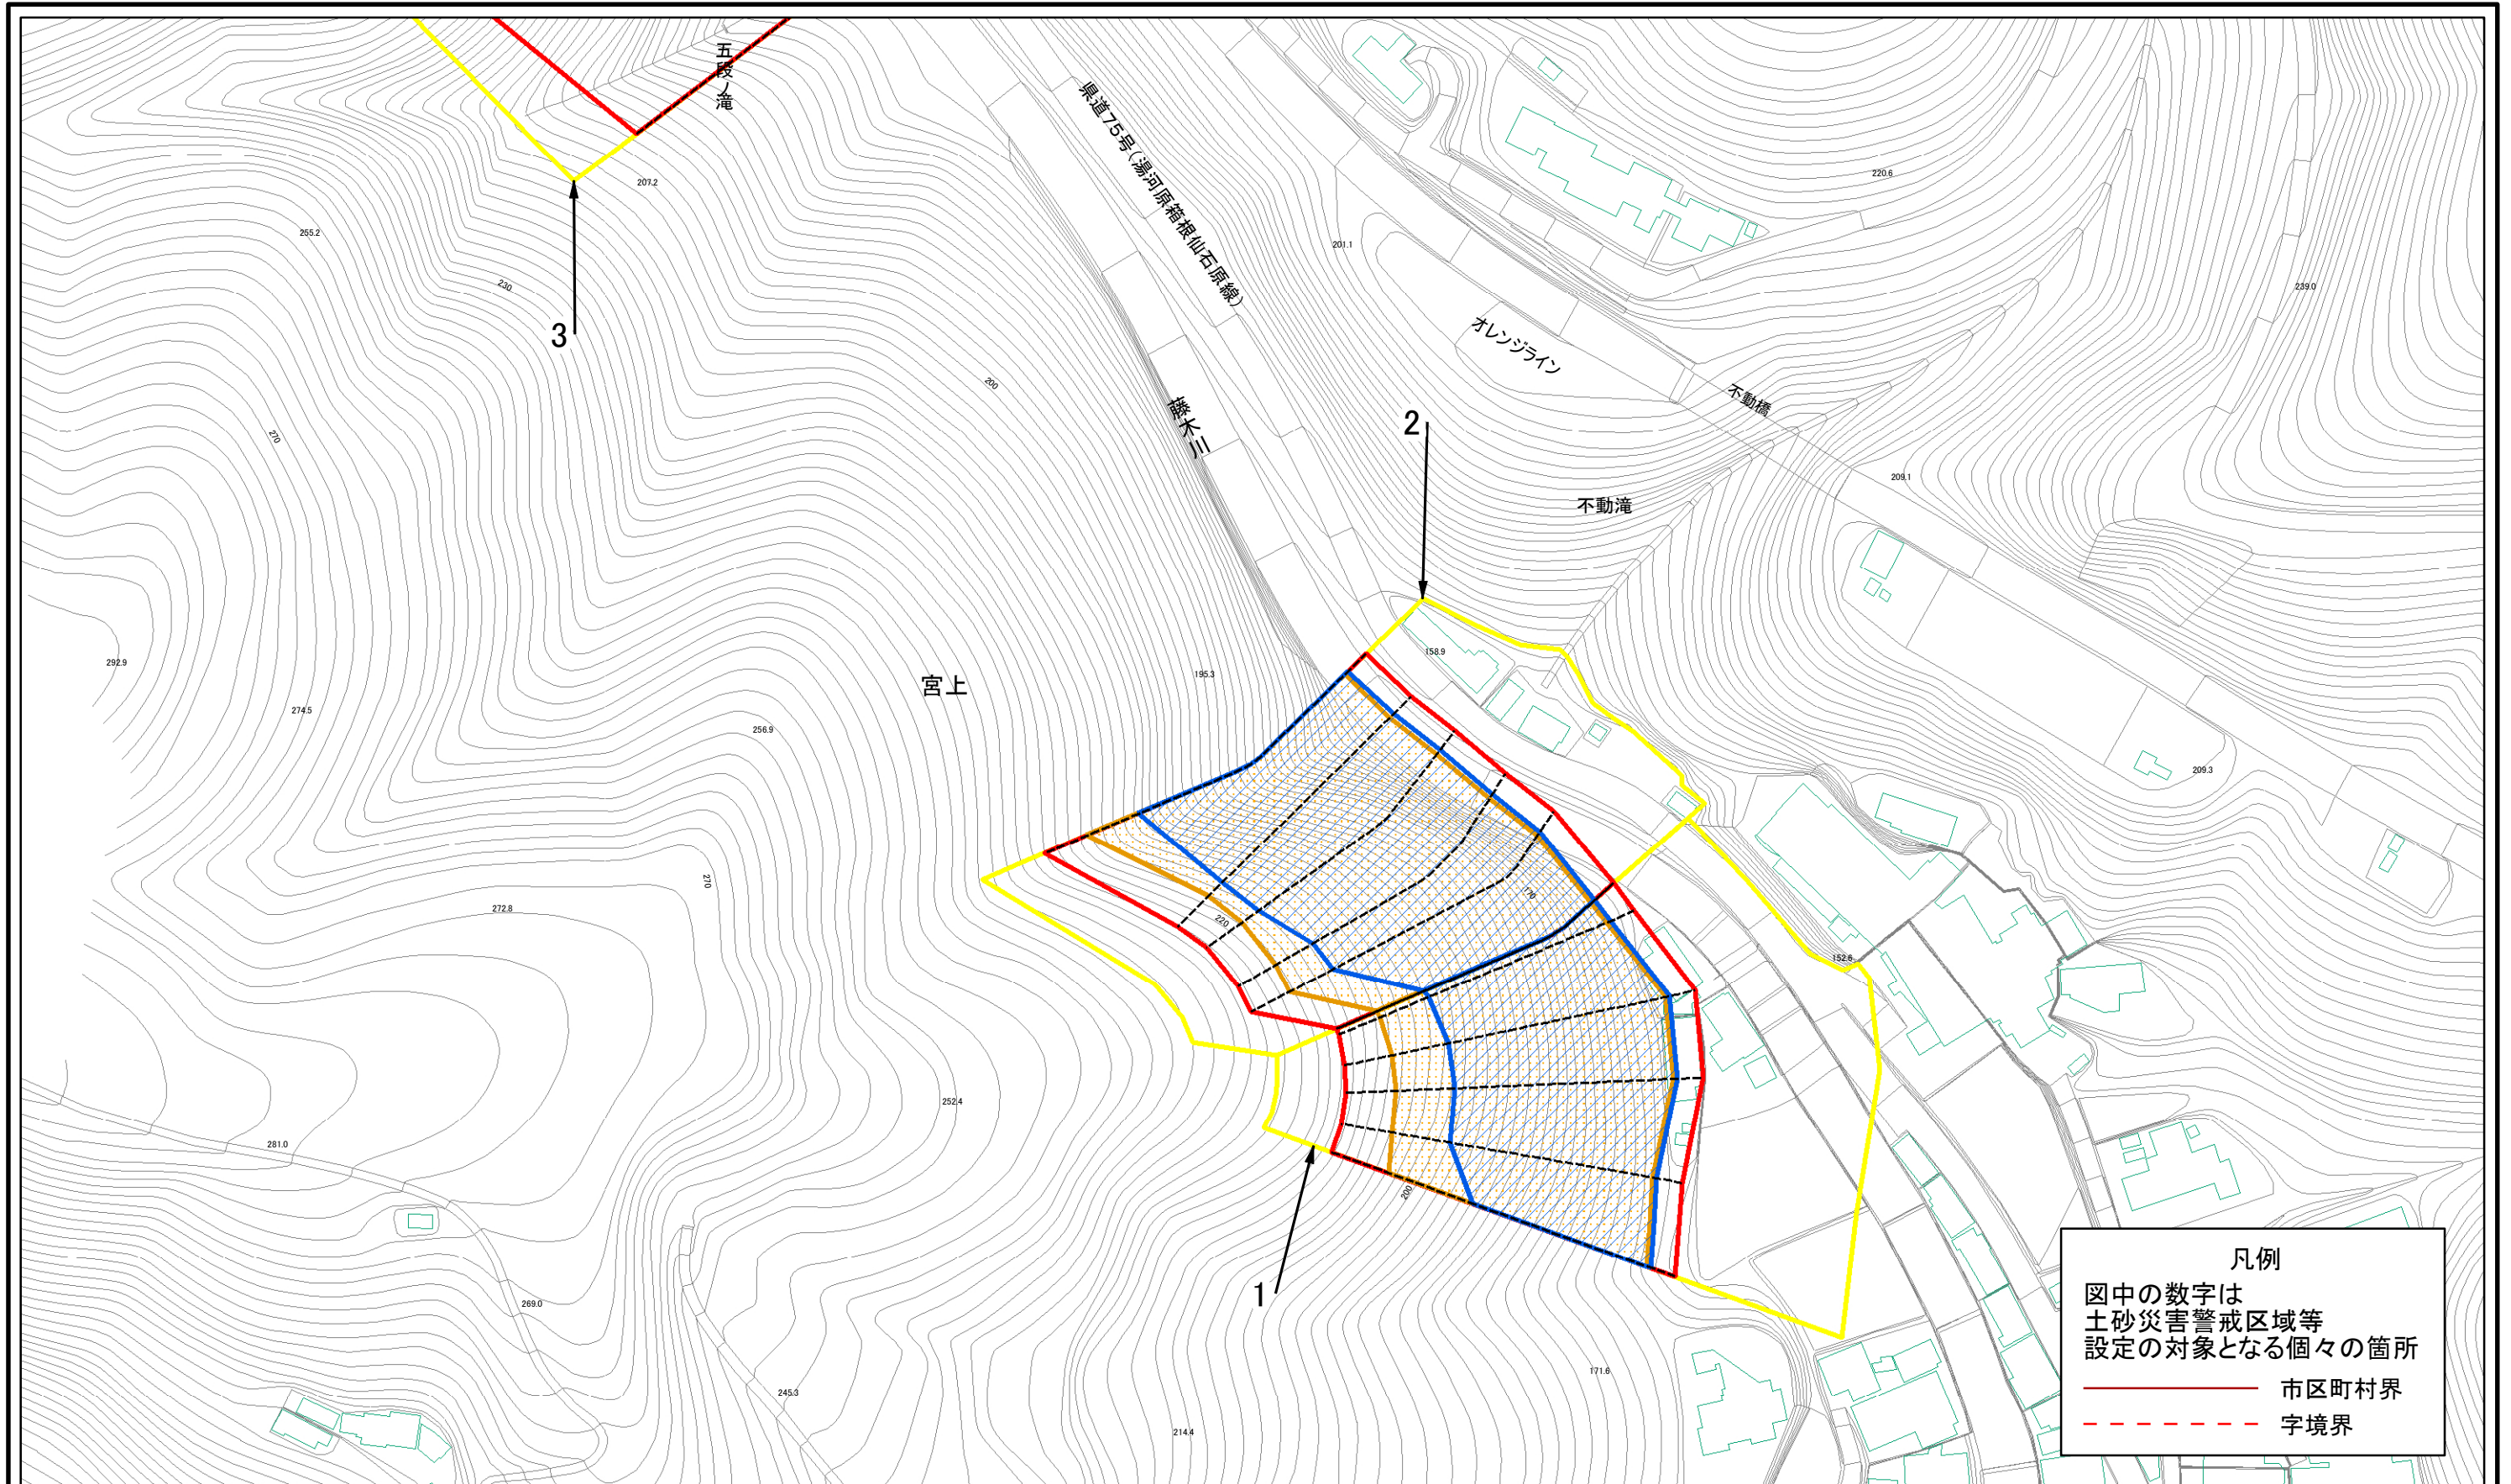 五段ノ滝
県道75号(湯河原箱根仙石原線)
207.2
220.6
255.2
201.1
230
239.0
3
オレンジライン
200
不動橋
藤木川
2
270
209.1
不動滝
158.9
292.9
195.3
宮上
274.5
256.9
209.3
270
272.8
170
220
152.6
252.4
281.0
200
1
269.0
171.6
245.3
214.4
凡例
図中の数字は
土砂災害警戒区域等
設定の対象となる個々の箇所
市区町村界
字境界